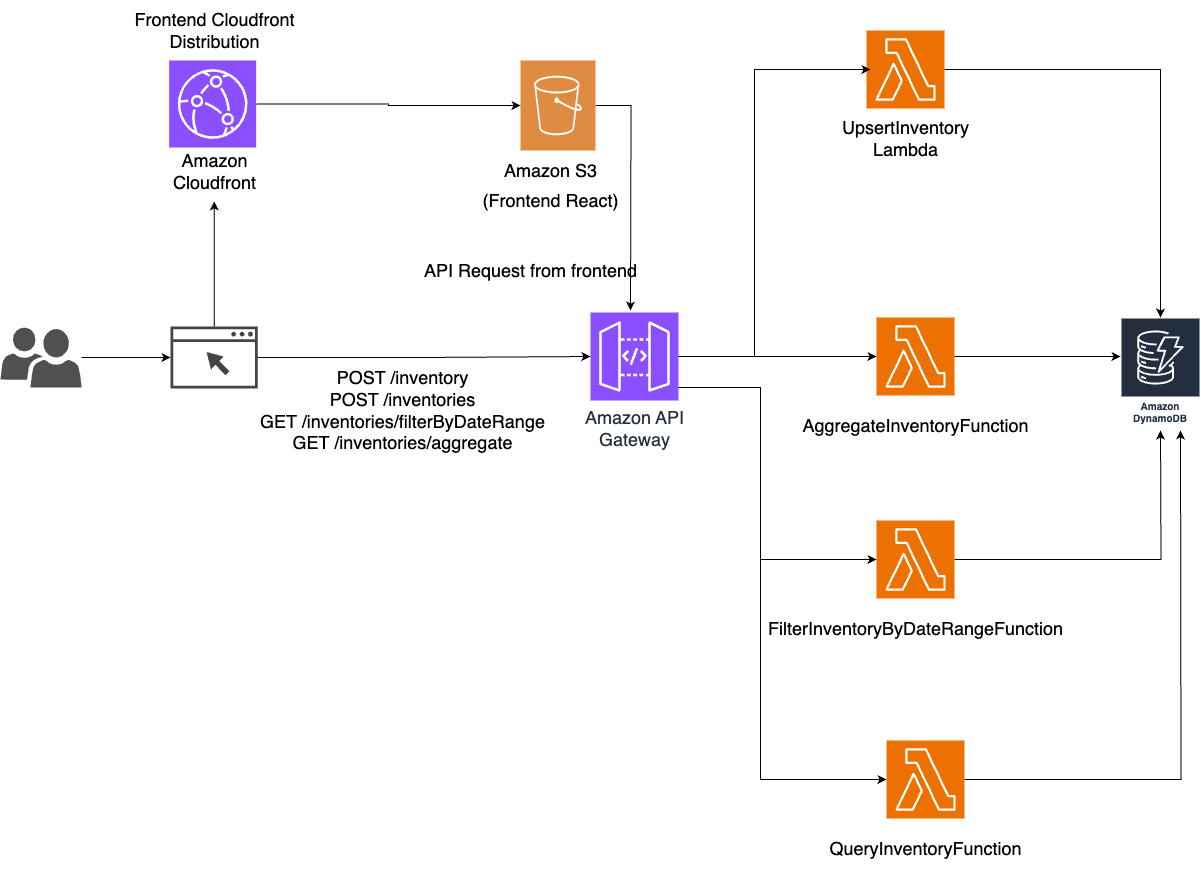 Frontend Cloudfront
Distribution
Amazon
Cloudfront
Amazon S3
(Frontend React)
API Request from frontend
POST /inventory
POST /inventories
GET /inventories/filterByDateRange
GET /inventories/aggregate
</>
Amazon API
Gateway
UpsertInventory
Lambda
AggregateInventoryFunction
Amazon
DynamoDB
FilterInventoryByDateRangeFunction
QueryInventoryFunction